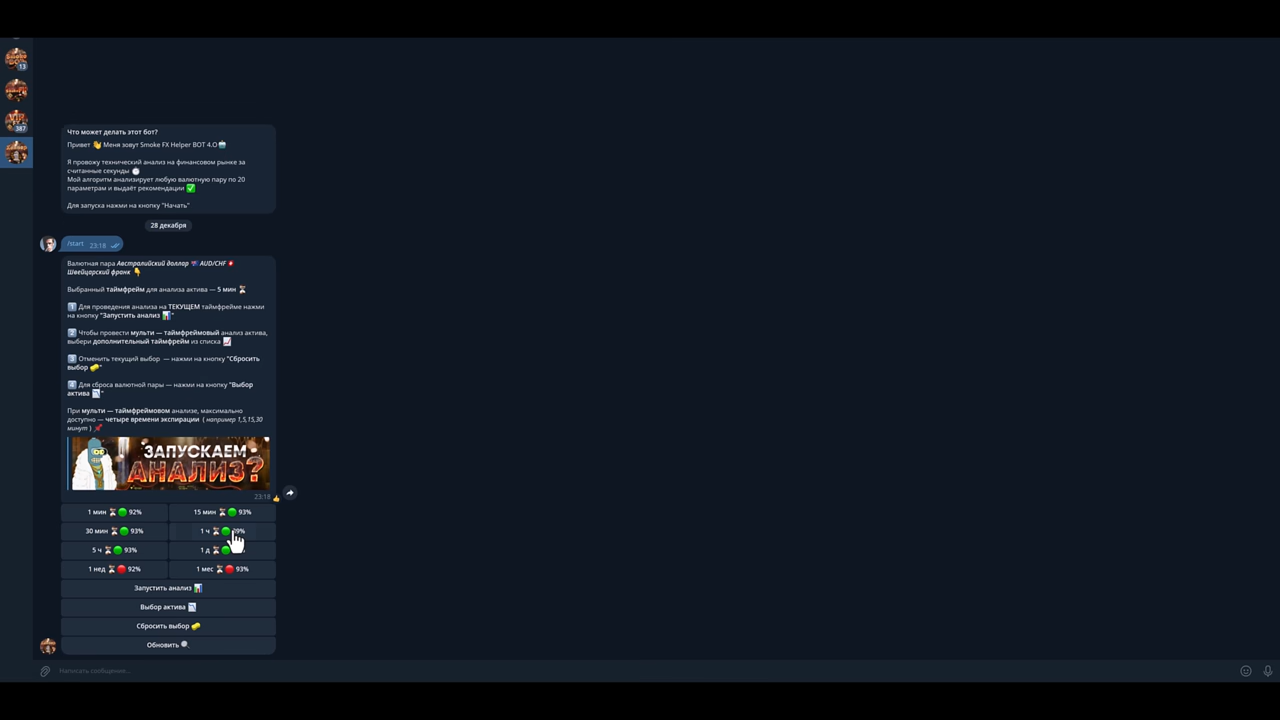 13
VIP
387
Что может делать этот бот?
Привет 👋 Меня зовут Smoke FX Helper BOT 4.O🤖
Я провожу технический анализ на финансовом рынке за
считанные секунды ⏱
Мой алгоритм анализирует любую валютную пару по 20
параметрам и выдаёт рекомендации ✅
Для запуска нажми на кнопку "Начать"
28 декабря
/start 23:18
Валютная пара Австралийский доллар 🇦🇺 AUD/CHF 🇨🇭
Швейцарский франк 👇
Выбранный таймфрейм для анализа актива — 5 мин ⏳
1️⃣ Для проведения анализа на ТЕКУЩЕМ таймфрейме нажми
на кнопку "Запустить анализ 📊"
2️⃣ Чтобы провести мульти — таймфреймовый анализ актива,
выбери дополнительный таймфрейм из списка 📈
3️⃣ Отменить текущий выбор — нажми на кнопку "Сбросить
выбор 🧽"
4️⃣ Для сброса валютной пары — нажми на кнопку "Выбор
актива 📉"
При мульти — таймфреймовом анализе, максимально
доступно — четыре времени экспирации ( например 1,5,15,30
минут ) 📌
ЗАПУСКАЕМ
АНАЛИЗ?
23:18
1 мин ⏳🟢 92% 15 мин ⏳🟢 93%
30 мин ⏳🟢 93% 1 ч ⏳🟢
5 ч ⏳🟢 93% 1 д ⏳🟢
1 нед ⏳🔴 92% 1 мес ⏳🔴 93%
Запустить анализ 📊
Выбор актива 📉
Сбросить выбор 🧽
Обновить 🔍
Написать сообщение...